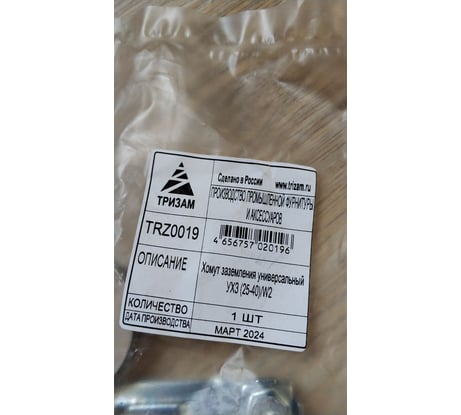 Сделано в России www.trizam.ru
ТРИЗАМ
ПРОИЗВОДСТВО ПРОМЫШЛЕННОЙ ФУРНИТУРЫ
И АКСЕССУАРОВ
TRZ0019
4 656757 020196
ОПИСАНИЕ
Хомут заземления универсальный
УХЗ (25-40)/W2
КОЛИЧЕСТВО
1 ШТ
ДАТА ПРОИЗВОДСТВА
МАРТ 2024